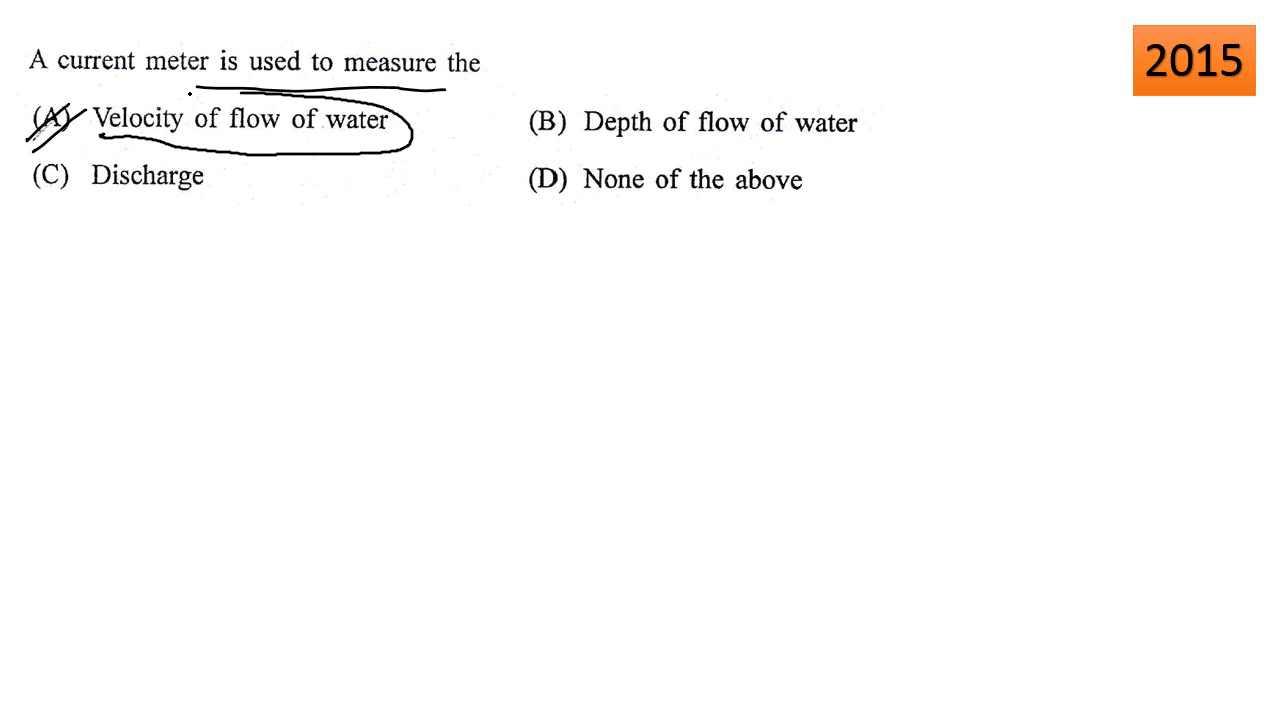 A current meter is used to measure the
2015
(A) Velocity of flow of water
(B) Depth of flow of water
(C) Discharge
(D) None of the above